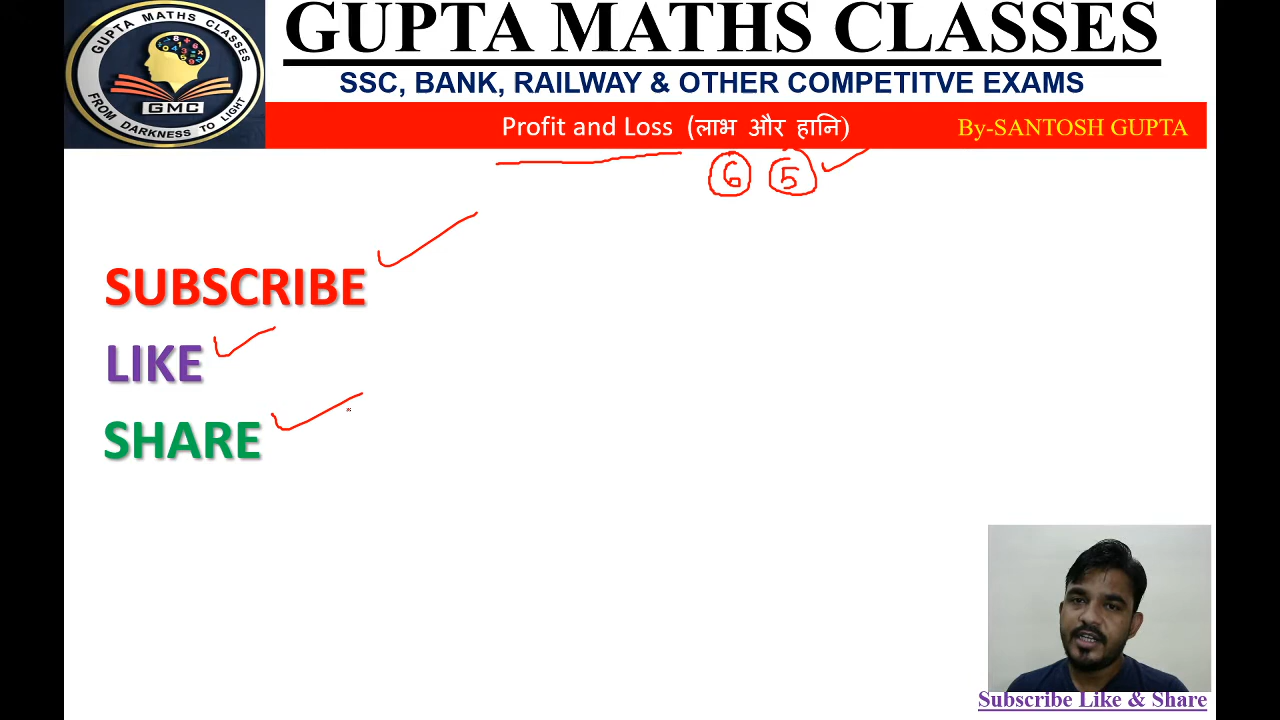 GUPTA MATHS CLASSES
GMC
FROM DARKNESS TO LIGHT
GUPTA MATHS CLASSES
SSC, BANK, RAILWAY & OTHER COMPETITVE EXAMS
Profit and Loss (लाभ और हानि)
By-SANTOSH GUPTA
6 5
SUBSCRIBE
LIKE
SHARE
Subscribe Like & Share